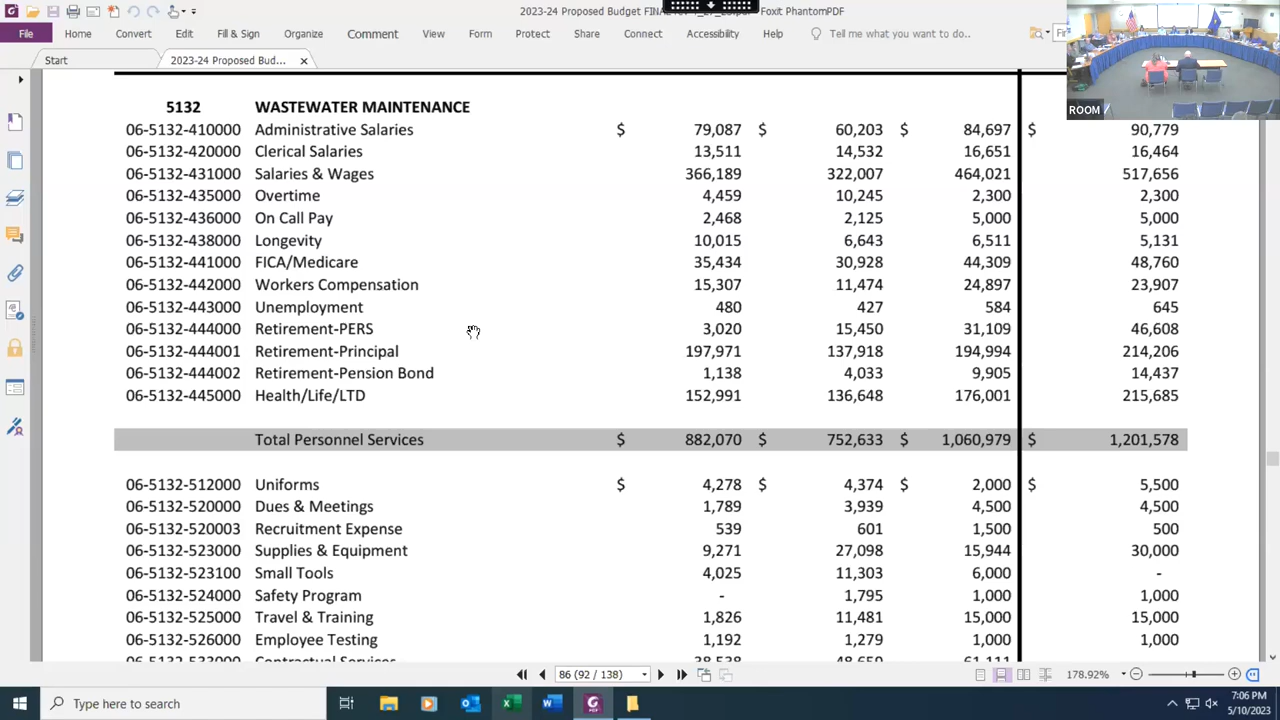 2023-24 Proposed Budget FINAL Foxit PhantomPDF
File Home Convert Edit Fill & Sign Organize Comment View Form Protect Share Connect Accessibility Help Tell me what you want to do..
Start 2023-24 Proposed Bud...
ROOM
5132 WASTEWATER MAINTENANCE
06-5132-410000 Administrative Salaries $ 79,087 $ 60,203 $ 84,697 $ 90,779
06-5132-420000 Clerical Salaries 13,511 14,532 16,651 16,464
06-5132-431000 Salaries & Wages 366,189 322,007 464,021 517,656
06-5132-435000 Overtime 4,459 10,245 2,300 2,300
06-5132-436000 On Call Pay 2,468 2,125 5,000 5,000
06-5132-438000 Longevity 10,015 6,643 6,511 5,131
06-5132-441000 FICA/Medicare 35,434 30,928 44,309 48,760
06-5132-442000 Workers Compensation 15,307 11,474 24,897 23,907
06-5132-443000 Unemployment 480 427 584 645
06-5132-444000 Retirement-PERS 3,020 15,450 31,109 46,608
06-5132-444001 Retirement-Principal 197,971 137,918 194,994 214,206
06-5132-444002 Retirement-Pension Bond 1,138 4,033 9,905 14,437
06-5132-445000 Health/Life/LTD 152,991 136,648 176,001 215,685
Total Personnel Services $ 882,070 $ 752,633 $ 1,060,979 $ 1,201,578
06-5132-512000 Uniforms $ 4,278 $ 4,374 $ 2,000 $ 5,500
06-5132-520000 Dues & Meetings 1,789 3,939 4,500 4,500
06-5132-520003 Recruitment Expense 539 601 1,500 500
06-5132-523000 Supplies & Equipment 9,271 27,098 15,944 30,000
06-5132-523100 Small Tools 4,025 11,303 6,000 -
06-5132-524000 Safety Program - 1,795 1,000 1,000
06-5132-525000 Travel & Training 1,826 11,481 15,000 15,000
06-5132-526000 Employee Testing 1,192 1,279 1,000 1,000
Contractual Services
86 (92 / 138) 178.92%
Type here to search 7:06 PM
5/10/2023